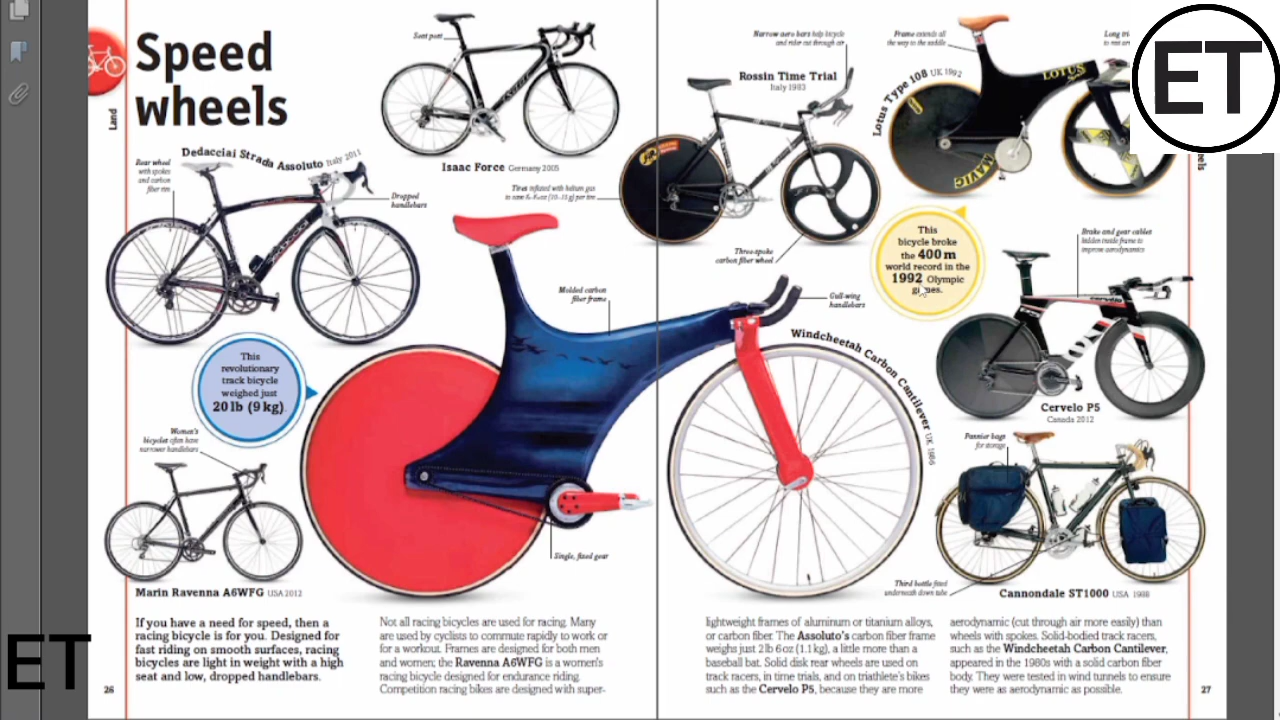 Speed
wheels
Land
Seat post
Isaac Force Germany 2005
Narrow aero bars help bicycle
and rider cut through air
Rossin Time Trial
Italy 1983
Frame extends all
the way to the saddle
Lotus Type 108 UK 1992
LOTUS
MAVIC
ET
Dedacciai Strada Assoluto Italy 2011
Rear wheel
with spokes
and carbon
fiber rim
Dropped
handlebars
Tires inflated with helium gas
Three-spoke
carbon fiber wheel
This
bicycle broke
the 400 m
world record in the
1992 Olympic
games.
Brake and gear cables
hidden inside frame to
improve aerodynamics
cervelo
Cervelo P5
Canada 2012
Molded carbon
fiber frame
Gull-wing
handlebars
Windcheetah Carbon Cantilever UK 1986
This
revolutionary
track bicycle
weighed just
20 lb (9 kg).
Women's
bicycles often have
narrower handlebars
Marin Ravenna A6WFG USA 2012
Single, fixed gear
Pannier bags
for storage
Third bottle fitted
underneath down tube
Cannondale ST1000 USA 1988
If you have a need for speed, then a
racing bicycle is for you. Designed for
fast riding on smooth surfaces, racing
bicycles are light in weight with a high
seat and low, dropped handlebars.
Not all racing bicycles are used for racing. Many
are used by cyclists to commute rapidly to work or
for a workout. Frames are designed for both men
and women; the Ravenna A6WFG is a women's
racing bicycle designed for endurance riding.
Competition racing bikes are designed with super-
lightweight frames of aluminum or titanium alloys,
or carbon fiber. The Assoluto's carbon fiber frame
weighs just 2 lb 6 oz (1.1 kg), a little more than a
baseball bat. Solid disk rear wheels are used on
track racers, in time trials, and on triathlete's bikes
such as the Cervelo P5, because they are more
aerodynamic (cut through air more easily) than
wheels with spokes. Solid-bodied track racers,
such as the Windcheetah Carbon Cantilever,
appeared in the 1980s with a solid carbon fiber
body. They were tested in wind tunnels to ensure
they were as aerodynamic as possible.
ET
26
27